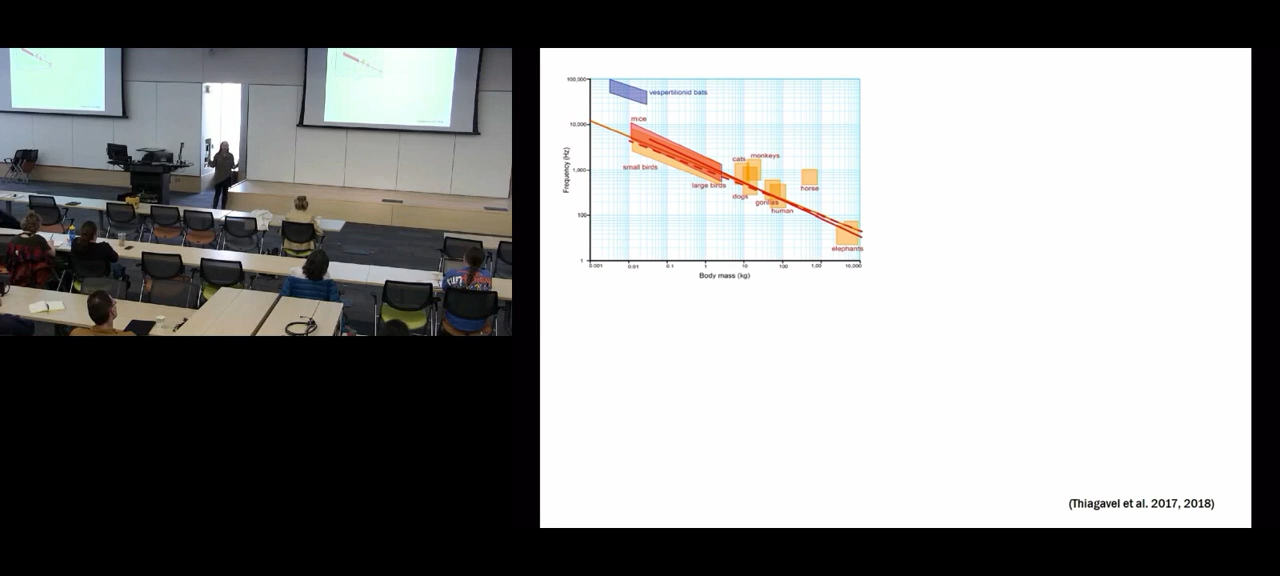 100,000
vespertilionid bats
mice
10,000
cats
monkeys
small birds
1,000
large birds
horse
dogs
gorillas
human
100
elephants
1
Frequency (Hz)
0.001 0.01 0.1 1 10 100 1,00 10,000
Body mass (kg)
(Thiagavel et al. 2017, 2018)